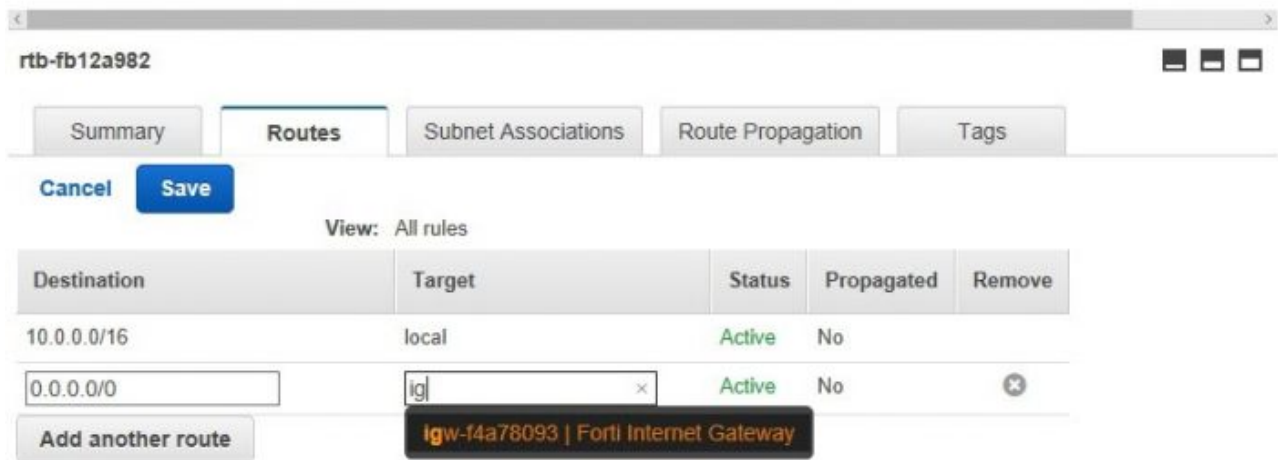 rtb-fb12a982
Summary Routes Subnet Associations Route Propagation Tags
Cancel Save
View: All rules
Destination Target Status Propagated Remove
10.0.0.0/16 local Active No
0.0.0.0/0 ig Active No
Add another route igw-f4a78093 | Forti Internet Gateway